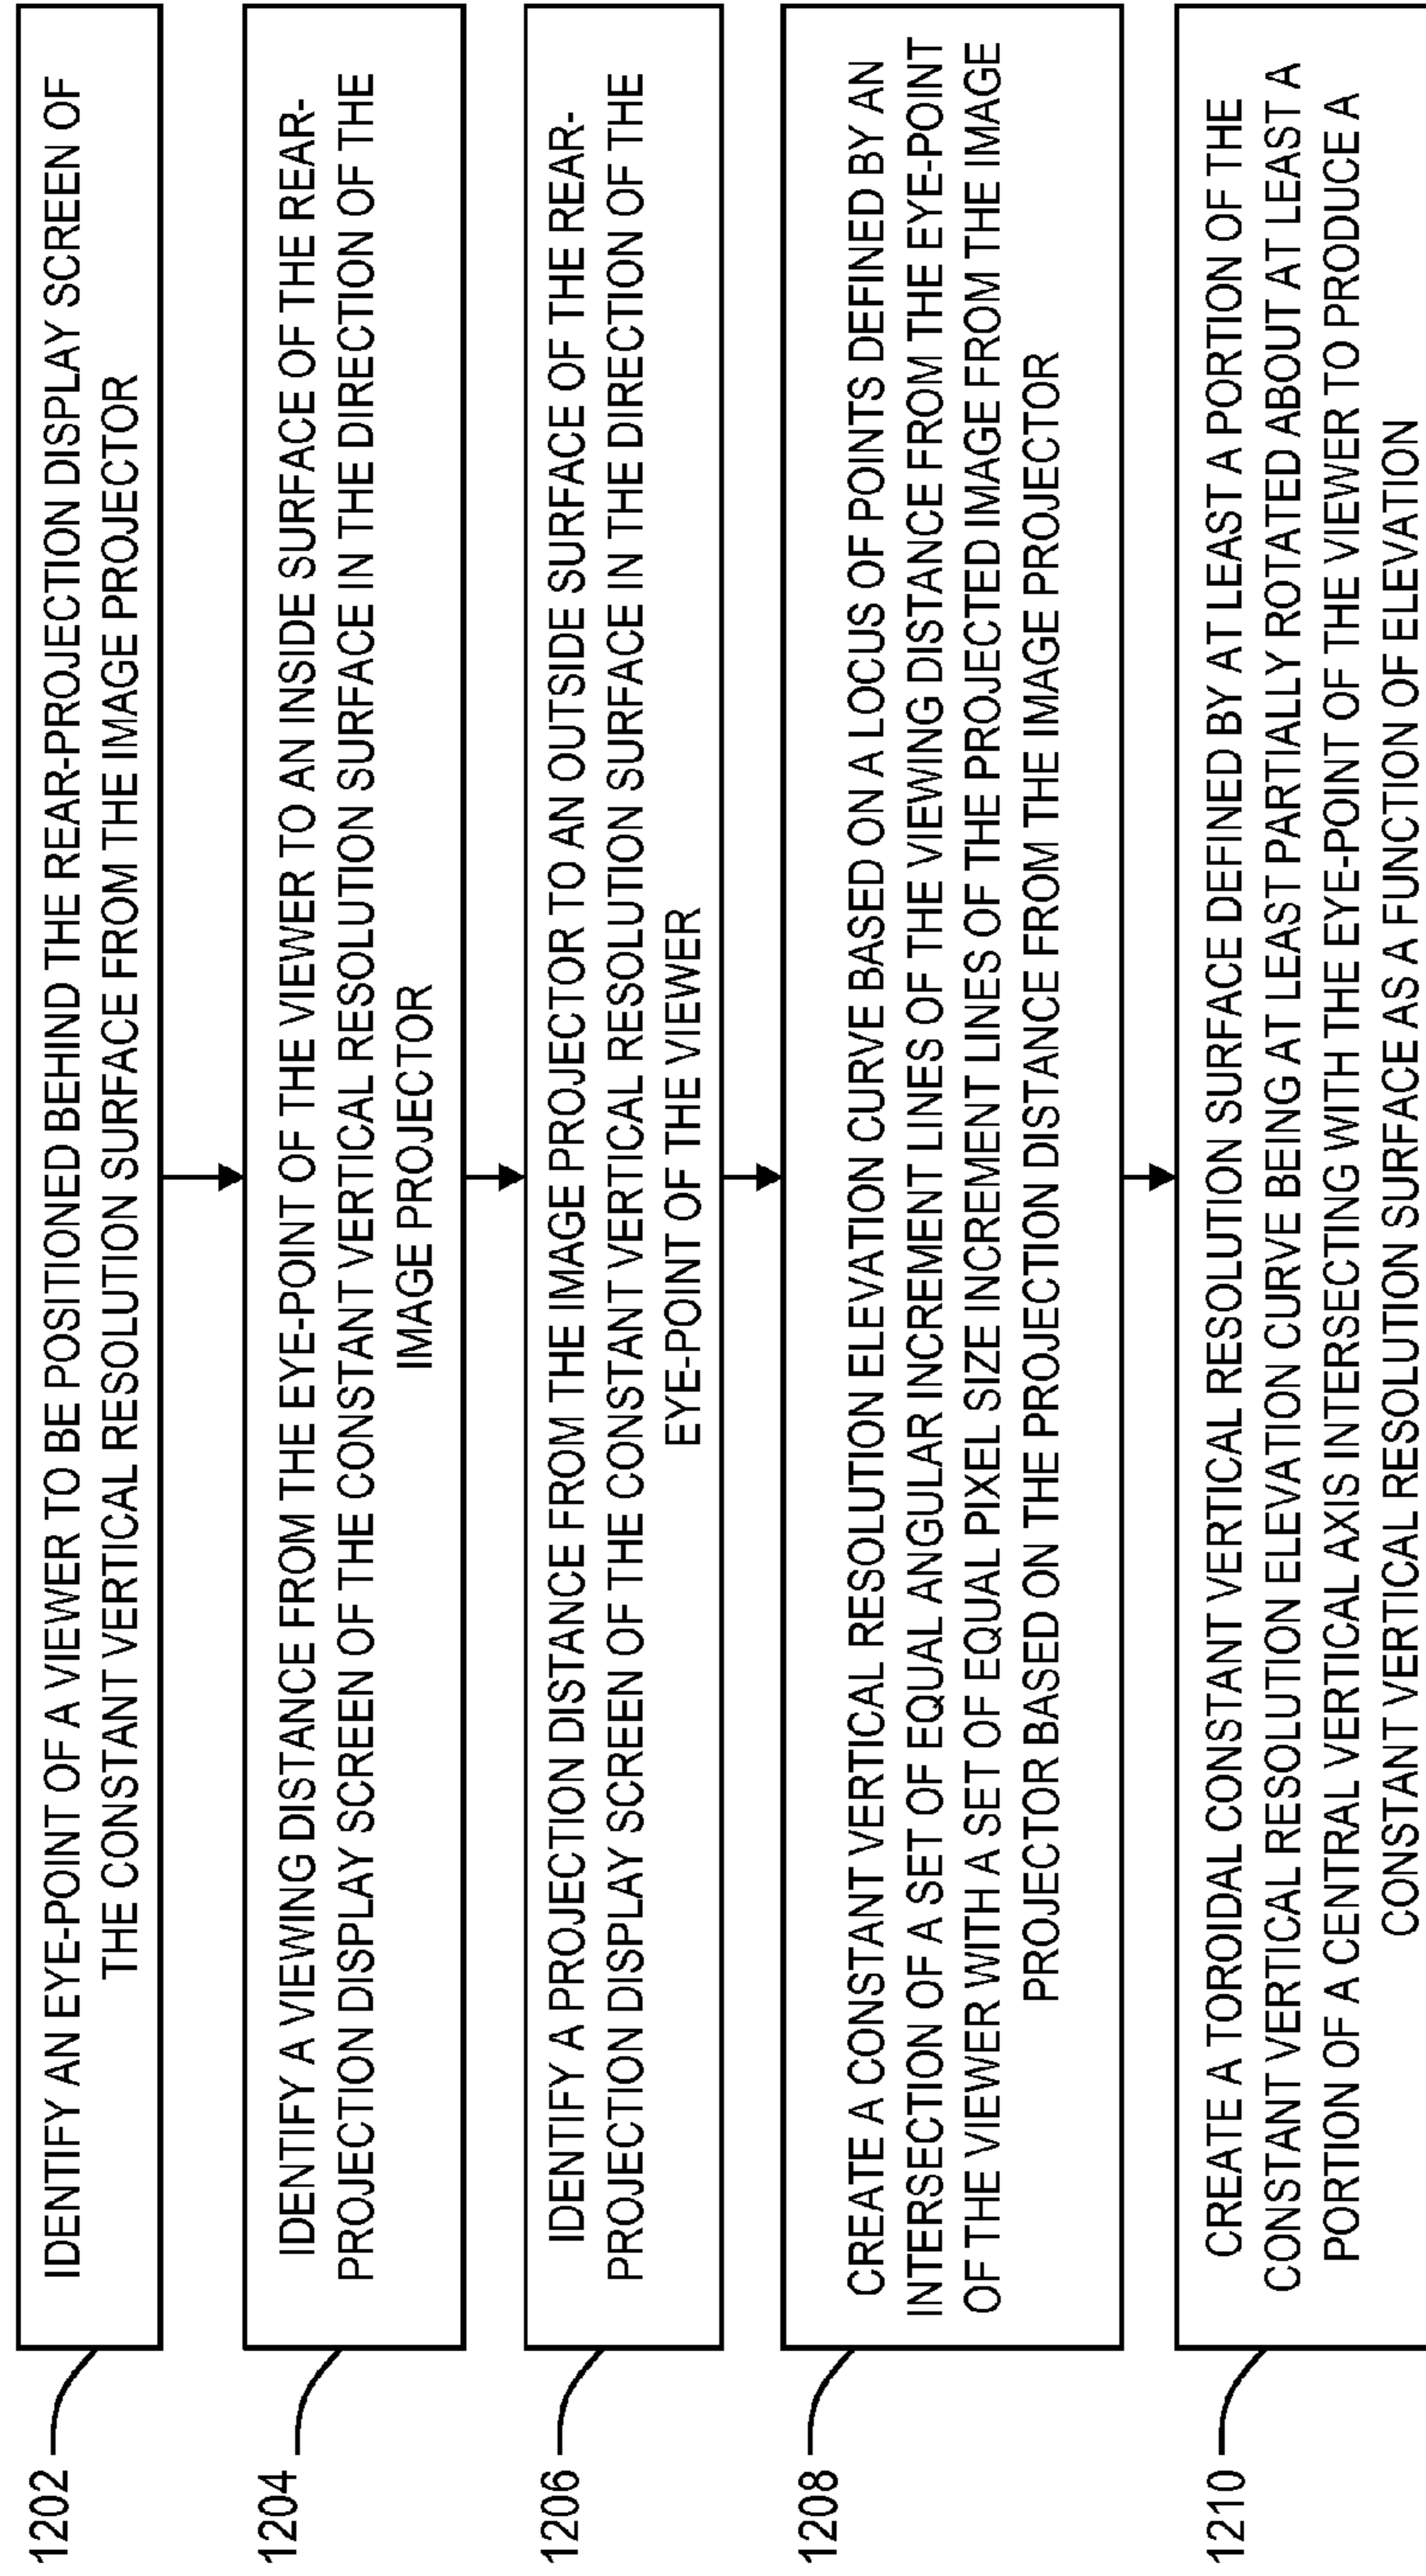 1202
IDENTIFY AN EYE-POINT OF A VIEWER TO BE POSITIONED BEHIND THE REAR-PROJECTION DISPLAY SCREEN OF
THE CONSTANT VERTICAL RESOLUTION SURFACE FROM THE IMAGE PROJECTOR
1204
IDENTIFY A VIEWING DISTANCE FROM THE EYE-POINT OF THE VIEWER TO AN INSIDE SURFACE OF THE REAR-
PROJECTION DISPLAY SCREEN OF THE CONSTANT VERTICAL RESOLUTION SURFACE IN THE DIRECTION OF THE
IMAGE PROJECTOR
1206
IDENTIFY A PROJECTION DISTANCE FROM THE IMAGE PROJECTOR TO AN OUTSIDE SURFACE OF THE REAR-
PROJECTION DISPLAY SCREEN OF THE CONSTANT VERTICAL RESOLUTION SURFACE IN THE DIRECTION OF THE
EYE-POINT OF THE VIEWER
1208
CREATE A CONSTANT VERTICAL RESOLUTION ELEVATION CURVE BASED ON A LOCUS OF POINTS DEFINED BY AN
INTERSECTION OF A SET OF EQUAL ANGULAR INCREMENT LINES OF THE VIEWING DISTANCE FROM THE EYE-POINT
OF THE VIEWER WITH A SET OF EQUAL PIXEL SIZE INCREMENT LINES OF THE PROJECTED IMAGE FROM THE IMAGE
PROJECTOR BASED ON THE PROJECTION DISTANCE FROM THE IMAGE PROJECTOR
1210
CREATE A TOROIDAL CONSTANT VERTICAL RESOLUTION SURFACE DEFINED BY AT LEAST A PORTION OF THE
CONSTANT VERTICAL RESOLUTION ELEVATION CURVE BEING AT LEAST PARTIALLY ROTATED ABOUT AT LEAST A
PORTION OF A CENTRAL VERTICAL AXIS INTERSECTING WITH THE EYE-POINT OF THE VIEWER TO PRODUCE A
CONSTANT VERTICAL RESOLUTION SURFACE AS A FUNCTION OF ELEVATION